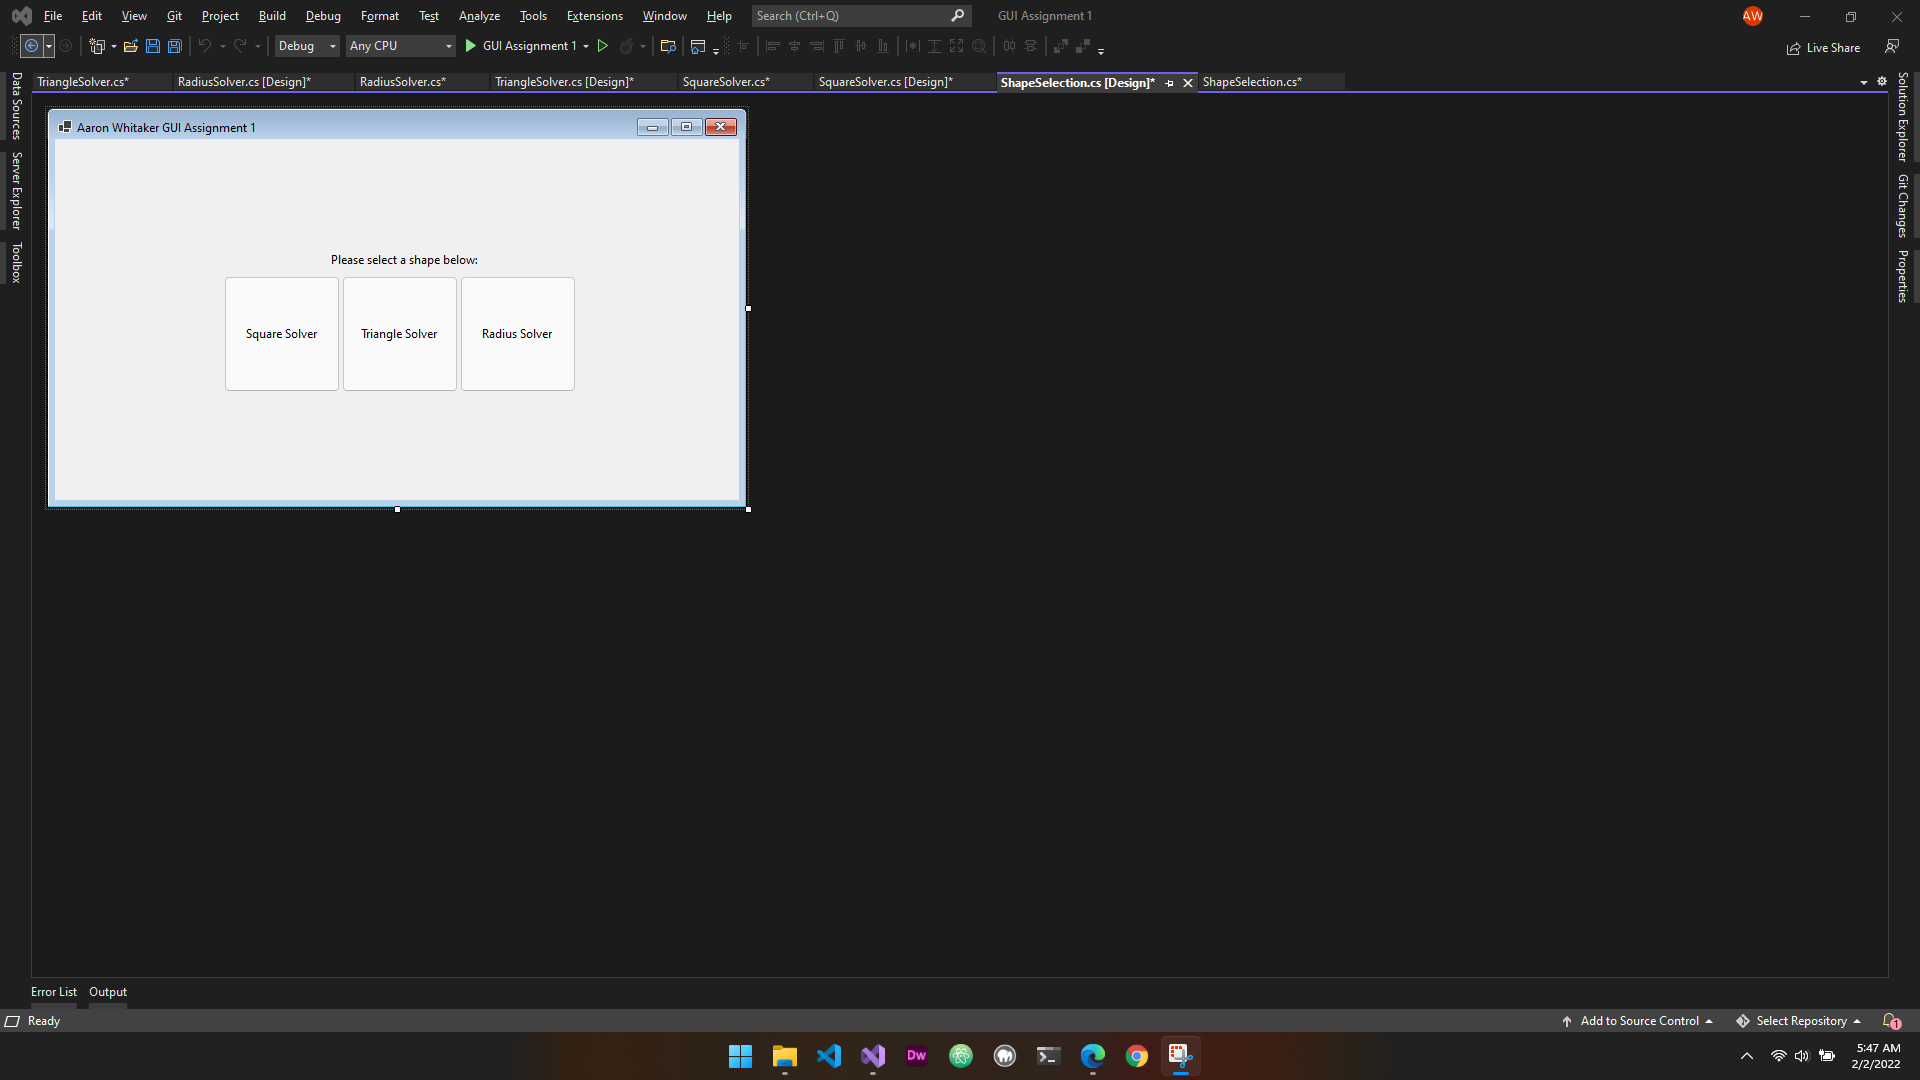 File Edit View Git Project Build Debug Format Test Analyze Tools Extensions Window Help Search (Ctrl+Q) GUI Assignment 1 AW
Debug Any CPU GUI Assignment 1 Live Share
TriangleSolver.cs* RadiusSolver.cs [Design]* RadiusSolver.cs* TriangleSolver.cs [Design]* SquareSolver.cs* SquareSolver.cs [Design]* ShapeSelection.cs [Design]* ShapeSelection.cs*
Data Sources
Server Explorer
Toolbox
Aaron Whitaker GUI Assignment 1
Please select a shape below:
Square Solver Triangle Solver Radius Solver
Solution Explorer
Git Changes
Properties
Error List Output
Ready Add to Source Control Select Repository 1
Dw
5:47 AM
2/2/2022